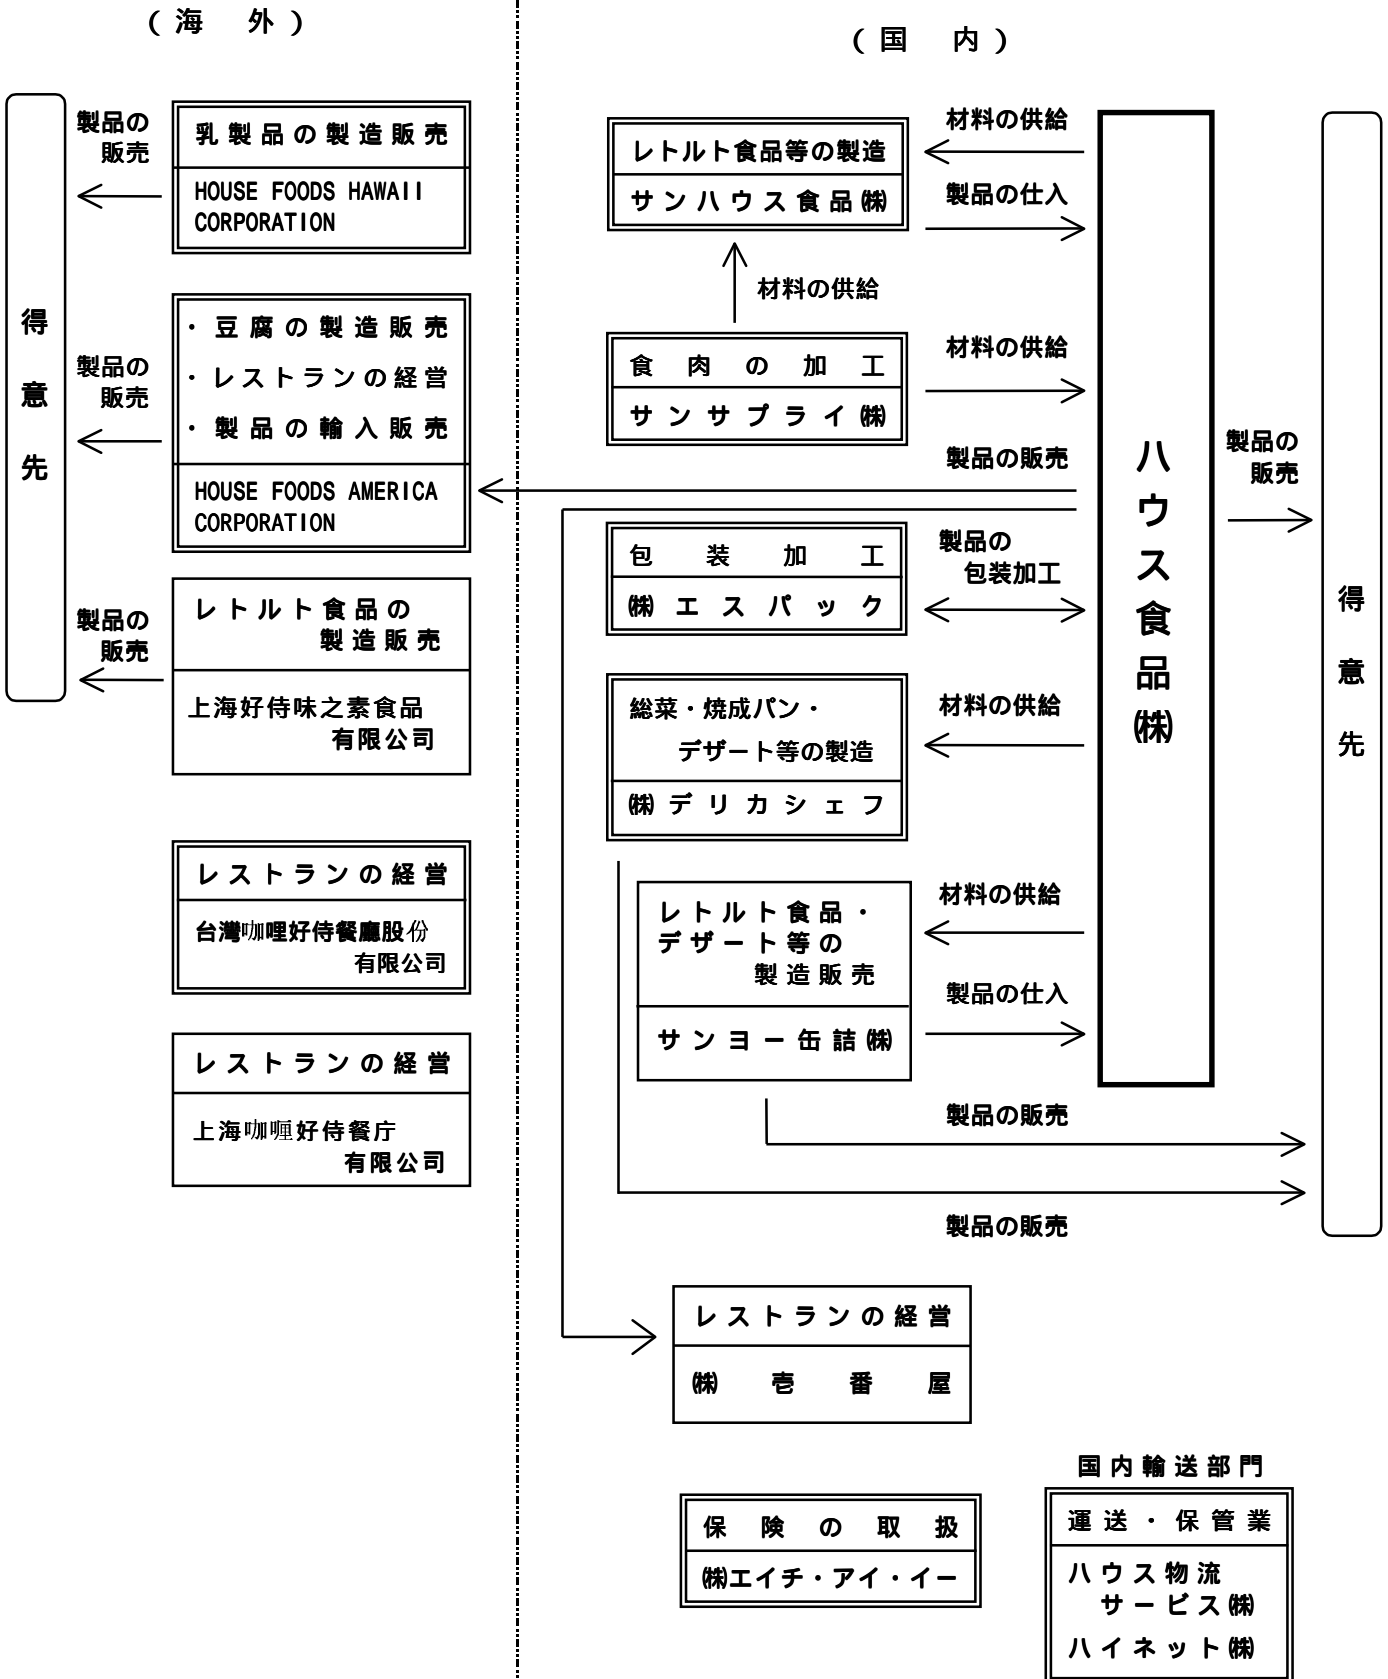 (海　外)
得意先
製品の
販売
乳製品の製造販売
HOUSE FOODS HAWAII
CORPORATION
製品の
販売
・豆腐の製造販売
・レストランの経営
・製品の輸入販売
HOUSE FOODS AMERICA
CORPORATION
製品の
販売
レトルト食品の
製造販売
上海好侍味之素食品
有限公司
レストランの経営
台灣咖哩好侍餐廳股份
有限公司
レストランの経営
上海咖喱好侍餐庁
有限公司
(国　内)
レトルト食品等の製造
サンハウス食品㈱
材料の供給
製品の仕入
材料の供給
食肉の加工
サンサプライ㈱
材料の供給
製品の販売
包装加工
㈱エスパック
製品の
包装加工
総菜・焼成パン・
デザート等の製造
㈱デリカシェフ
材料の供給
レトルト食品・
デザート等の
製造販売
サンヨー缶詰㈱
材料の供給
製品の仕入
製品の販売
製品の販売
ハウス食品㈱
製品の
販売
得意先
レストランの経営
㈱壱番屋
保険の取扱
㈱エイチ・アイ・イー
国内輸送部門
運送・保管業
ハウス物流
サービス㈱
ハイネット㈱